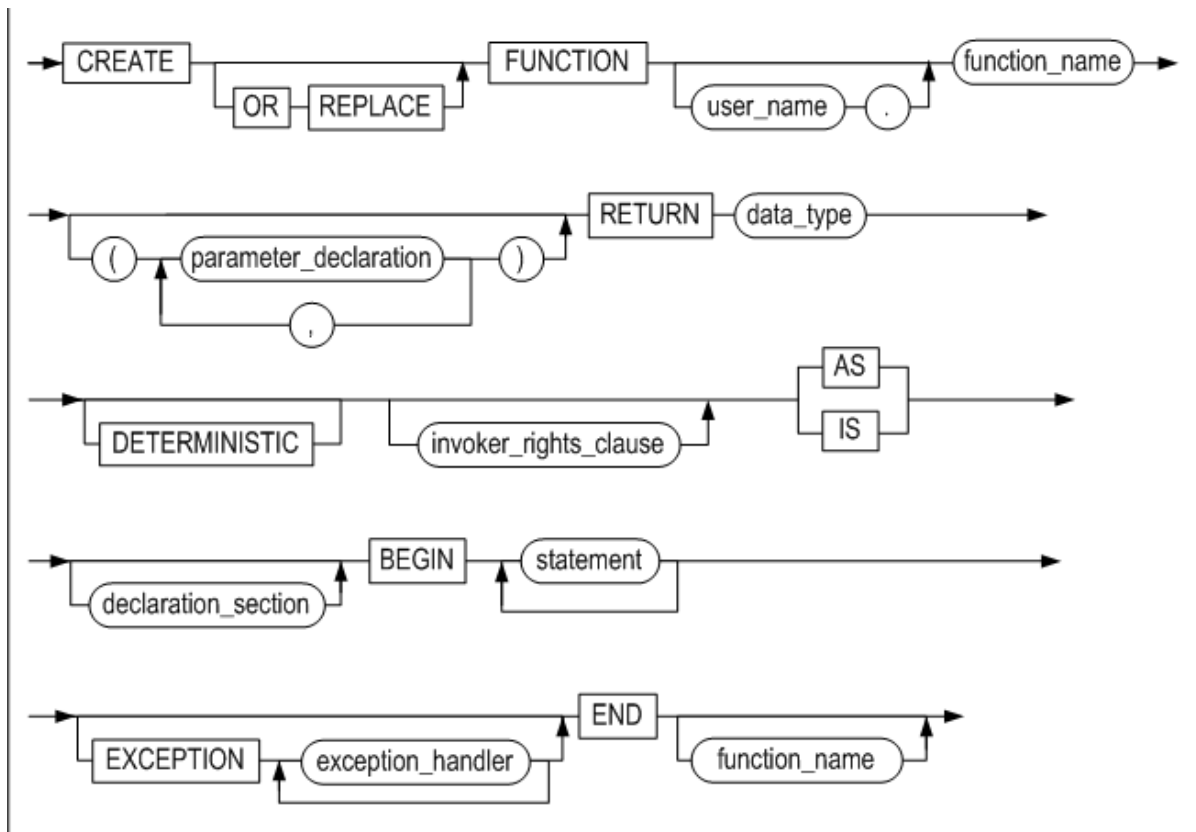 CREATE OR REPLACE FUNCTION user_name . function_name
( parameter_declaration , ) RETURN data_type
DETERMINISTIC invoker_rights_clause AS IS
declaration_section BEGIN statement
EXCEPTION exception_handler END function_name